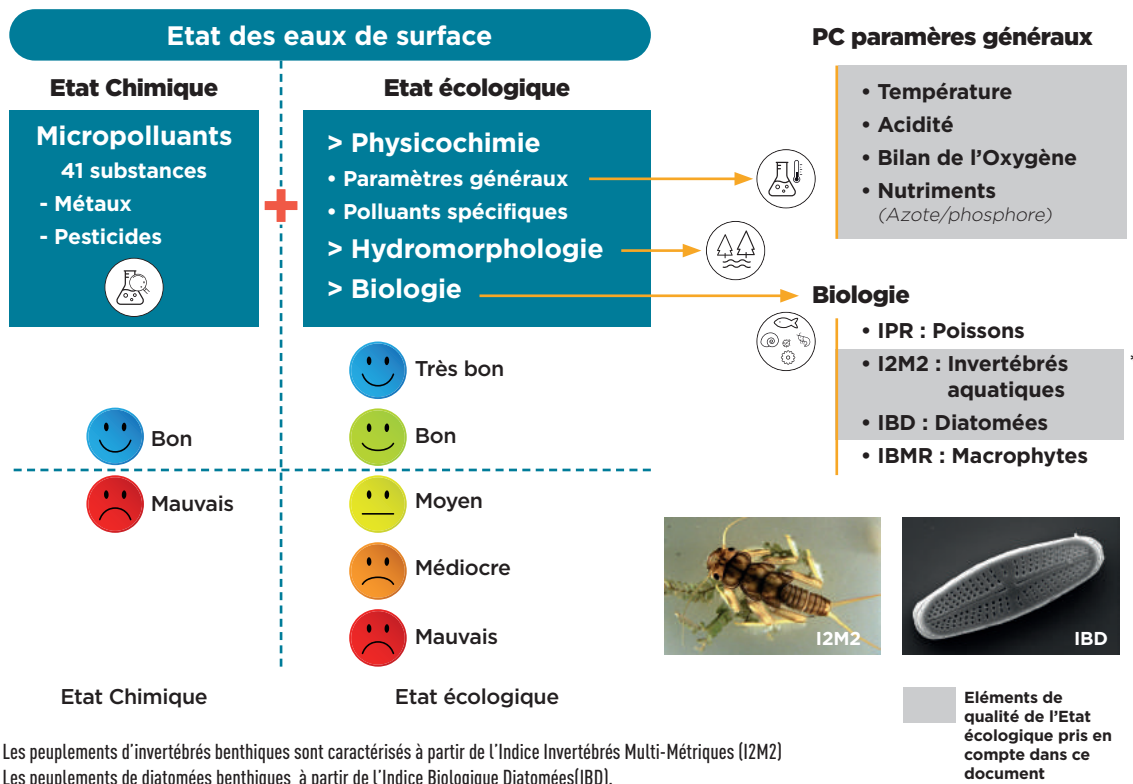 Etat des eaux de surface
Etat Chimique
Micropolluants
41 substances
- Métaux
- Pesticides
Etat écologique
> Physicochimie
• Paramètres généraux
• Polluants spécifiques
> Hydromorphologie
> Biologie
PC paramères généraux
• Température
• Acidité
• Bilan de l'Oxygène
• Nutriments
(Azote/phosphore)
Biologie
• IPR : Poissons
• I2M2 : Invertébrés
aquatiques
• IBD : Diatomées
• IBMR : Macrophytes
Bon
Mauvais
Très bon
Bon
Moyen
Médiocre
Mauvais
Etat Chimique
Etat écologique
I2M2
IBD
Eléments de
qualité de l'Etat
écologique pris en
compte dans ce
document
Les peuplements d'invertébrés benthiques sont caractérisés à partir de l'Indice Invertébrés Multi-Métriques (I2M2)
Les peuplements de diatomées benthiques à partir de l'Indice Biologique Diatomées(IBD).